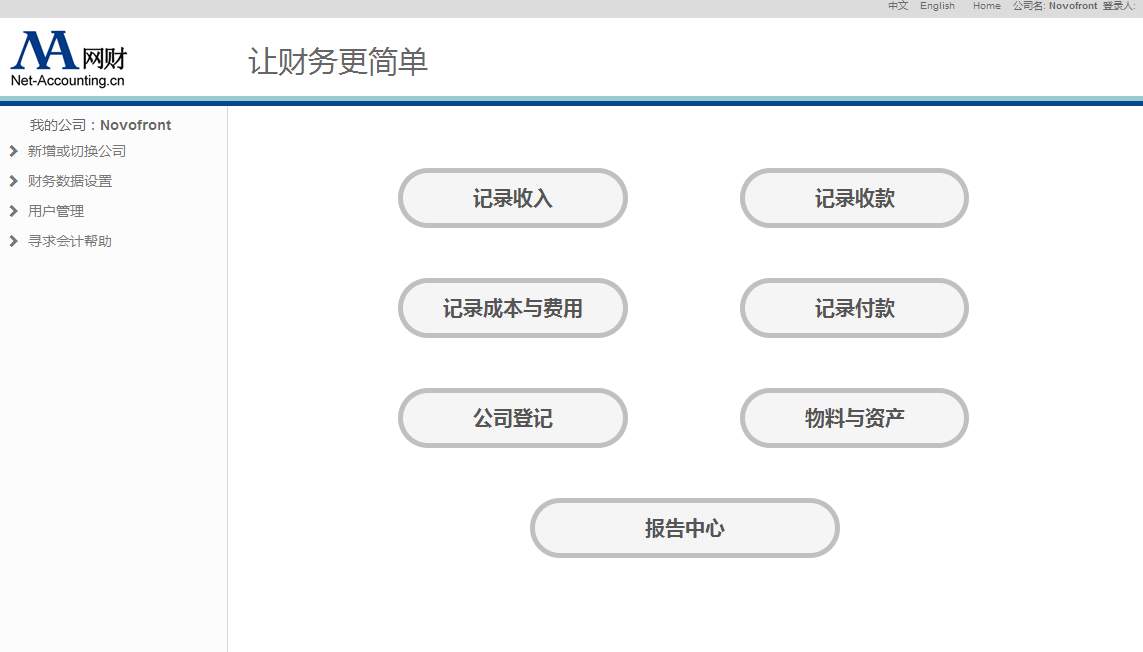 中文 English Home 公司名: Novofront 登录人:
网财
Net-Accounting.cn
让财务更简单
我的公司：Novofront
新增或切换公司
财务数据设置
用户管理
寻求会计帮助
记录收入 记录收款
记录成本与费用 记录付款
公司登记 物料与资产
报告中心